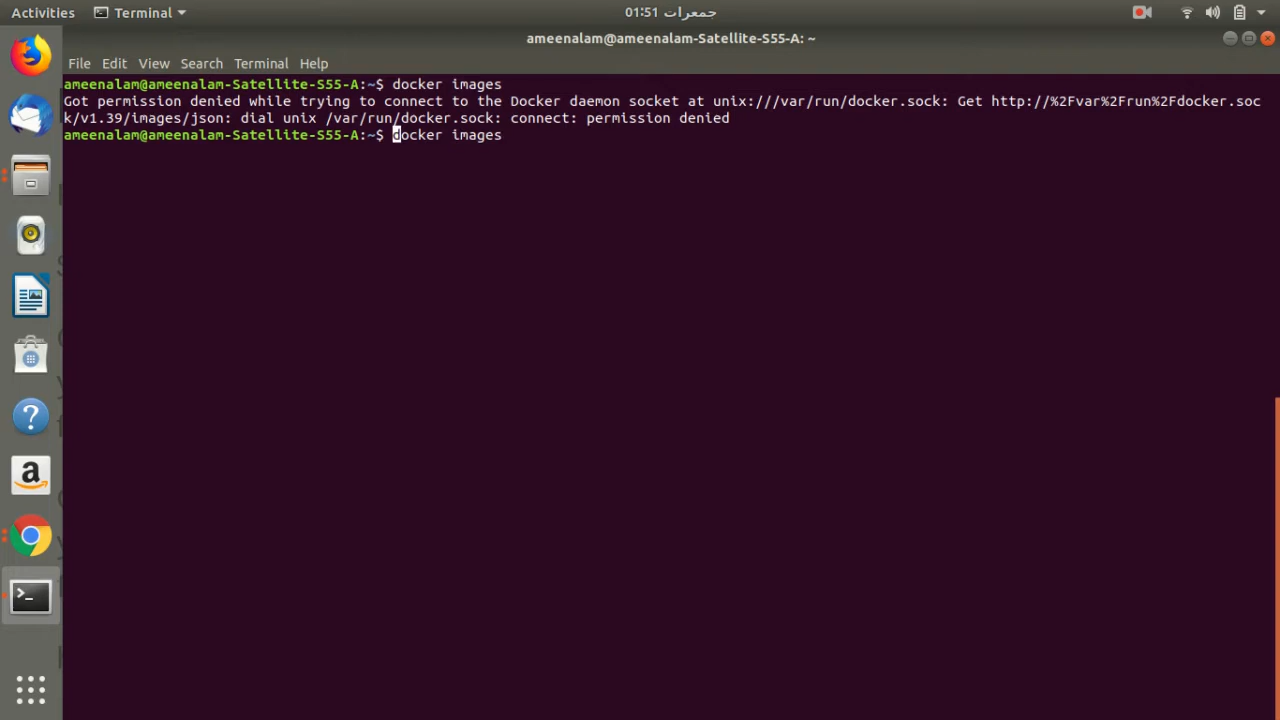 Activities
Terminal
01:51 جمعرات
ameenalam@ameenalam-Satellite-S55-A: ~
File Edit View Search Terminal Help
ameenalam@ameenalam-Satellite-S55-A:~$ docker images
Got permission denied while trying to connect to the Docker daemon socket at unix:///var/run/docker.sock: Get http://%2Fvar%2Frun%2Fdocker.soc
k/v1.39/images/json: dial unix /var/run/docker.sock: connect: permission denied
ameenalam@ameenalam-Satellite-S55-A:~$ docker images